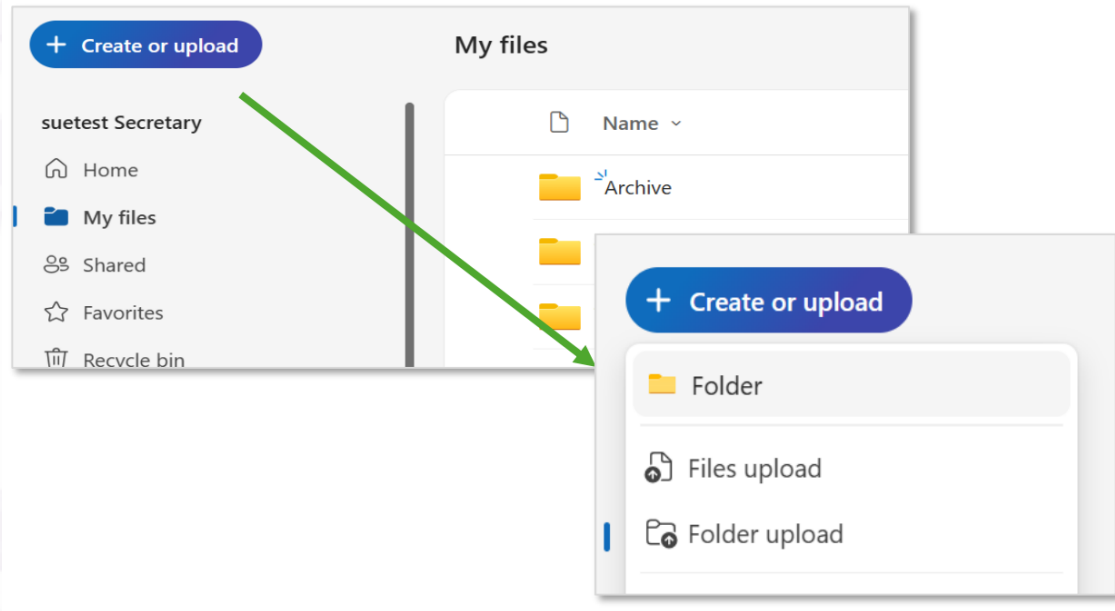 + Create or upload
My files
suetest Secretary
Name
Home
Archive
My files
Shared
Favorites
Recycle bin
+ Create or upload
Folder
Files upload
Folder upload